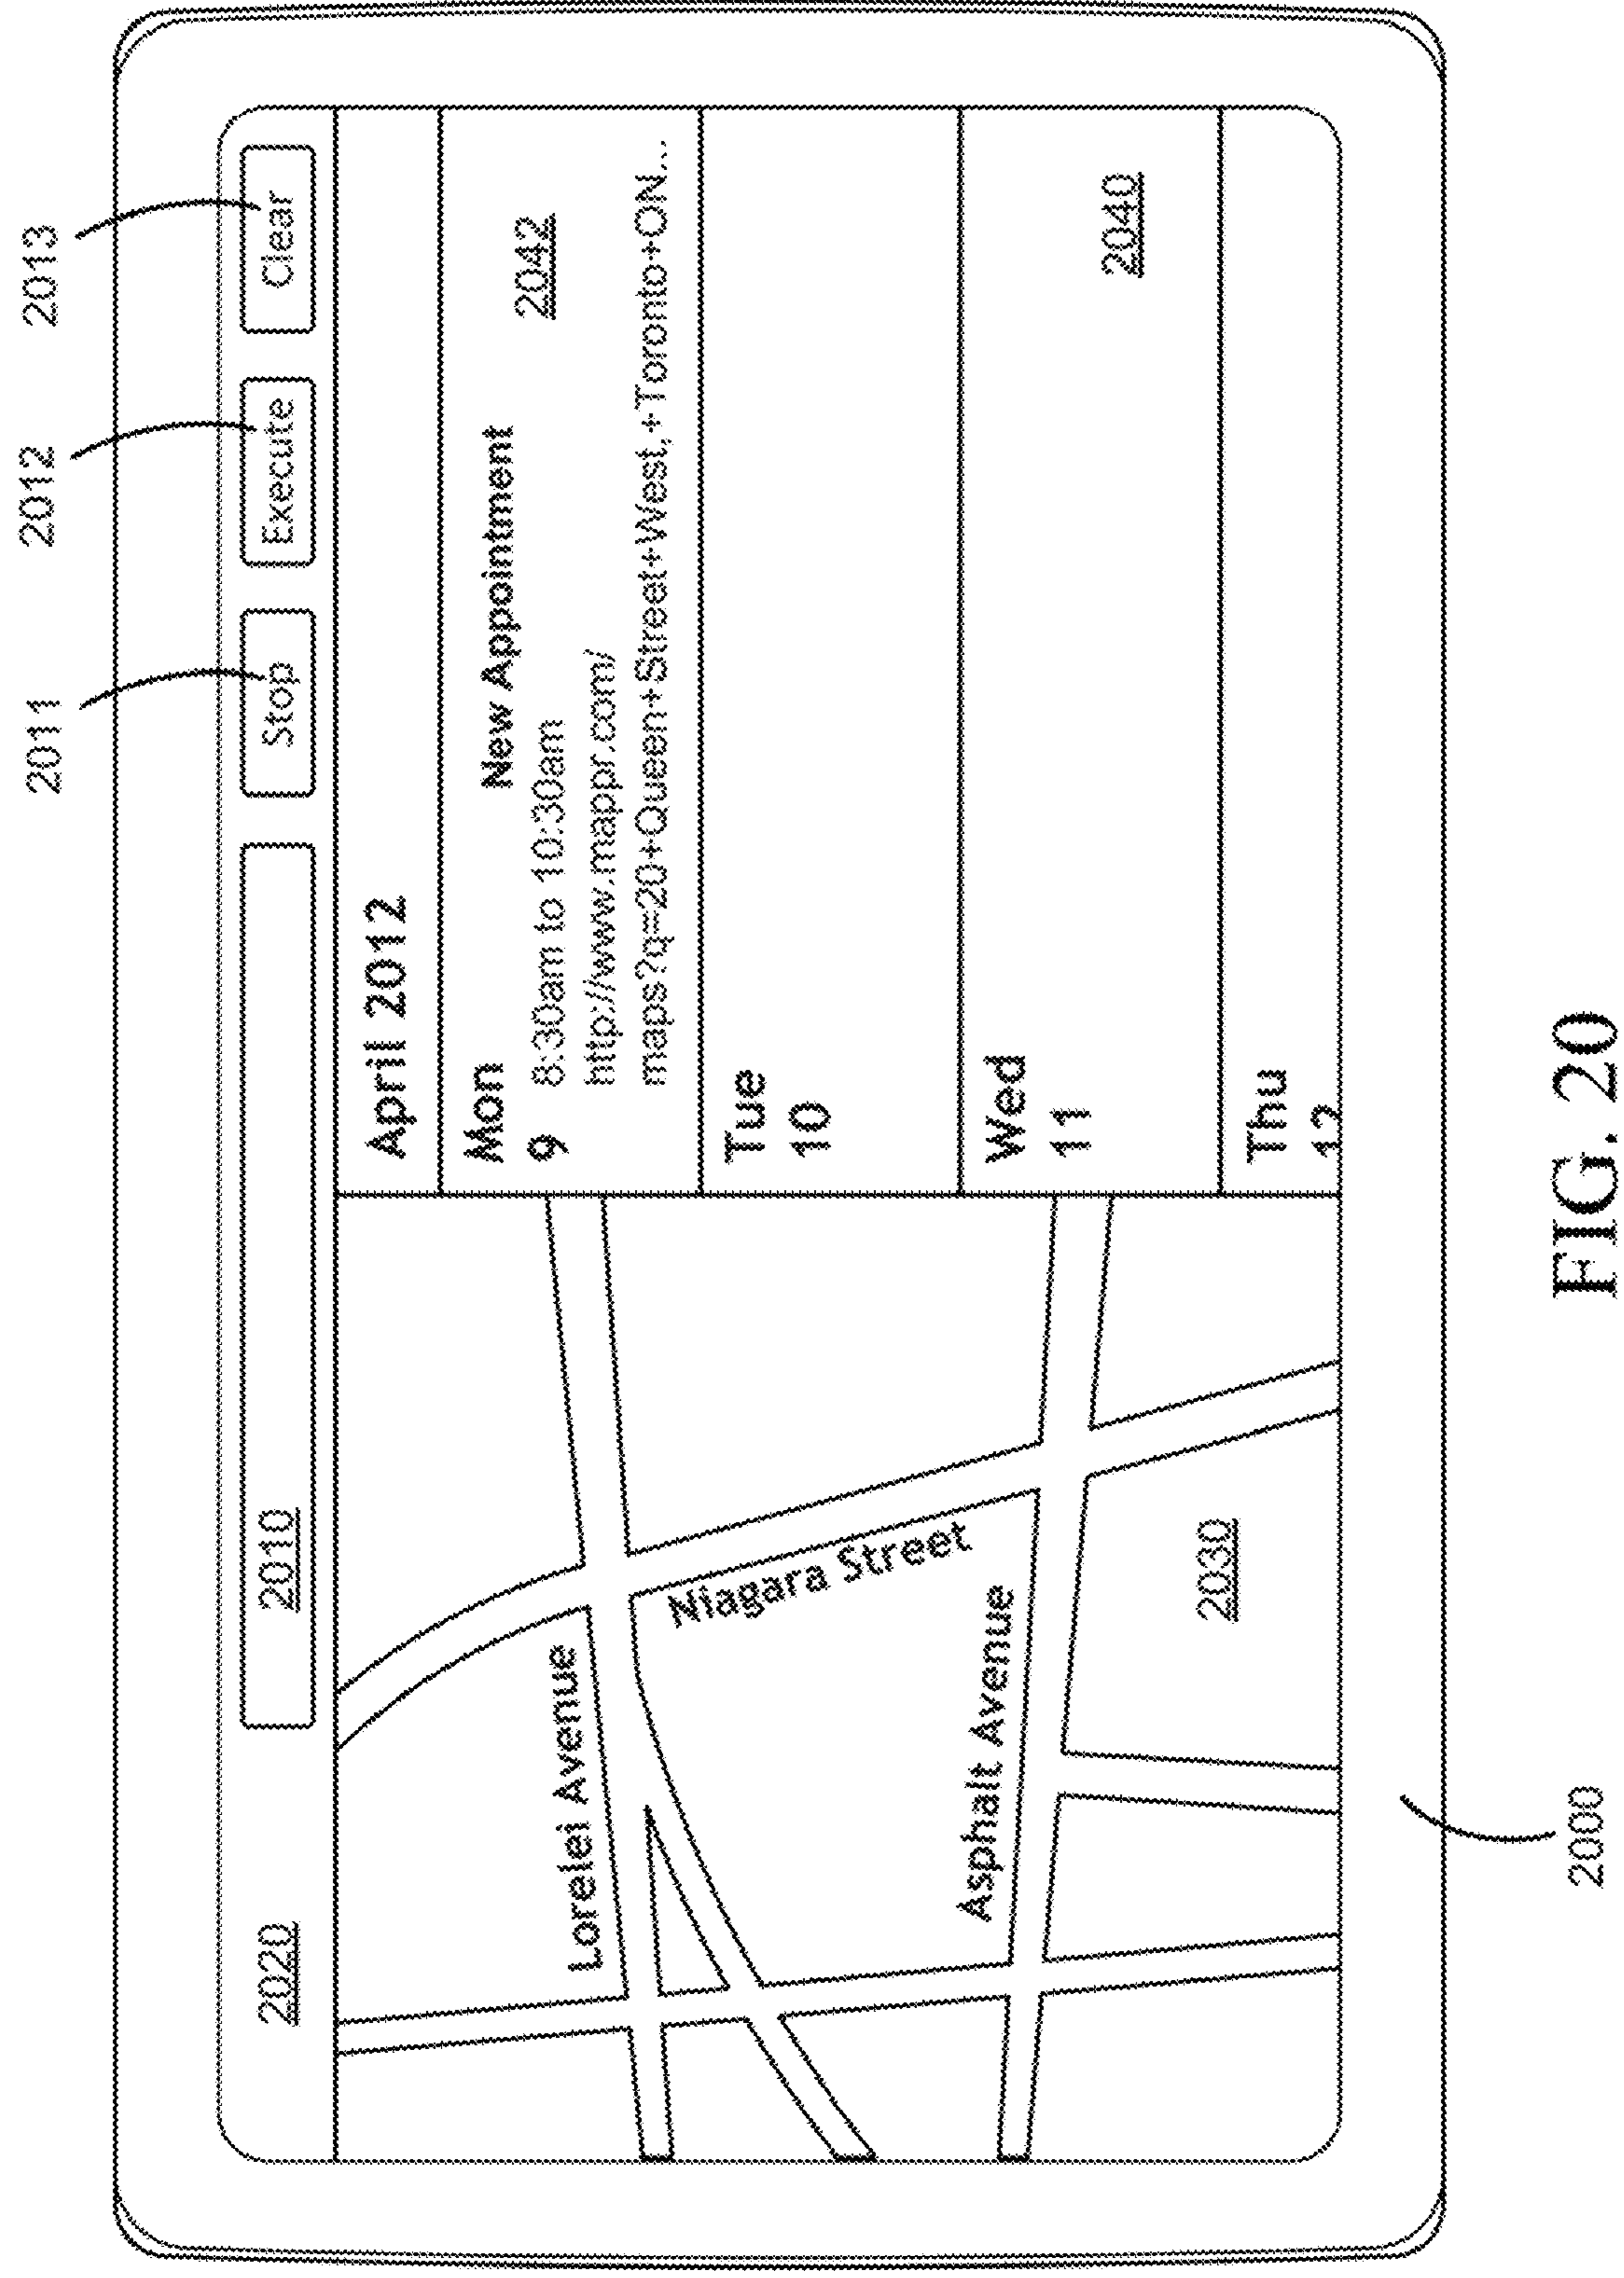 2011
2012
2013
2020
2010
Stop
Execute
Clear
April 2012
Mon
9
New Appointment
8:30am to 10:30am
2042
http://www.mappr.com/
maps?q=20+Queen+Street+West,+Toronto+ON...
Tue
10
Wed
11
2040
Thu
12
Lorelei Avenue
Niagara Street
Asphalt Avenue
2030
2000
FIG. 20